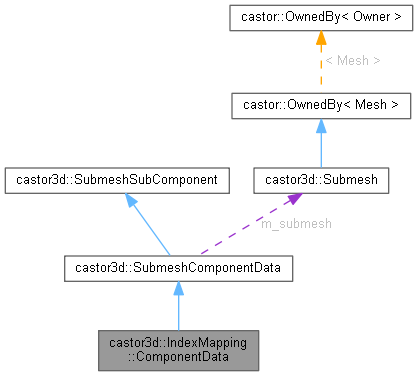 castor::OwnedBy< Owner >
< Mesh >
castor::OwnedBy< Mesh >
castor3d::SubmeshSubComponent
castor3d::Submesh
m_submesh
castor3d::SubmeshComponentData
castor3d::IndexMapping
::ComponentData